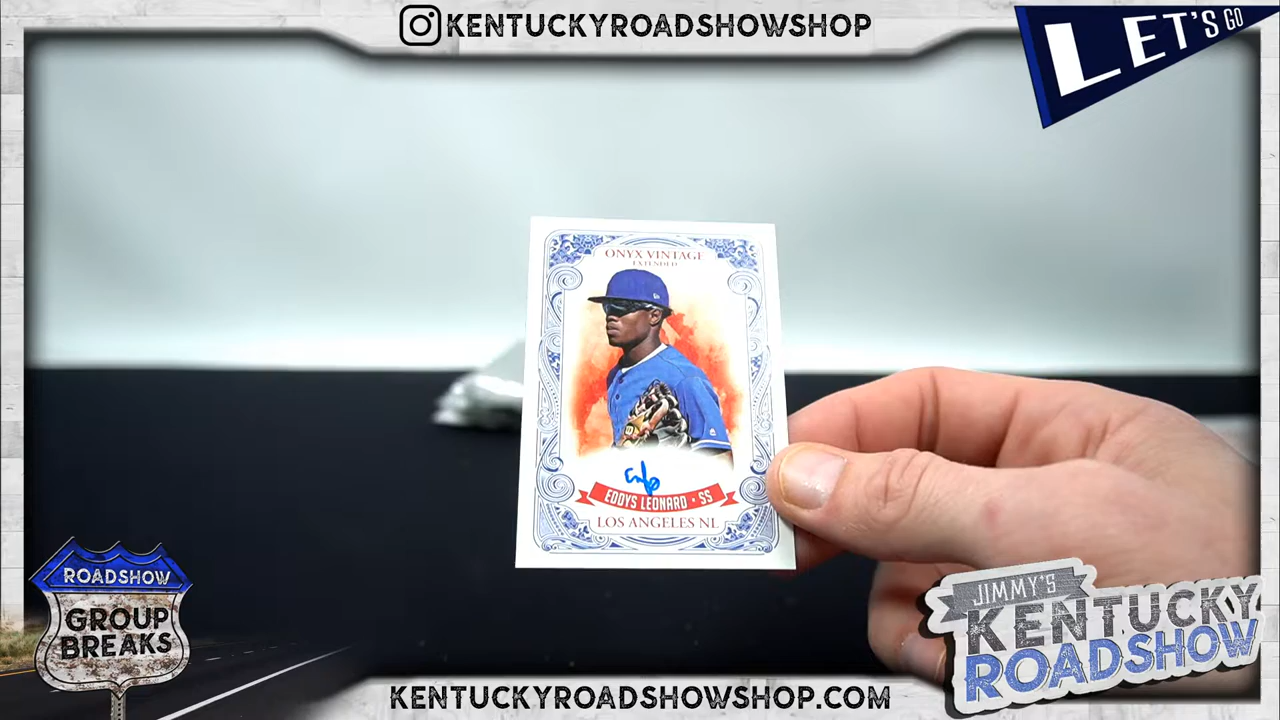 KENTUCKYROADSHOWSHOP
LET'S GO
ONYX VINTAGE
EXTENDED
EDDYS LEONARD • SS
LOS ANGELES NL
ROADSHOW
GROUP
BREAKS
JIMMY'S
KENTUCKY
ROADSHOW
KENTUCKYROADSHOWSHOP.COM